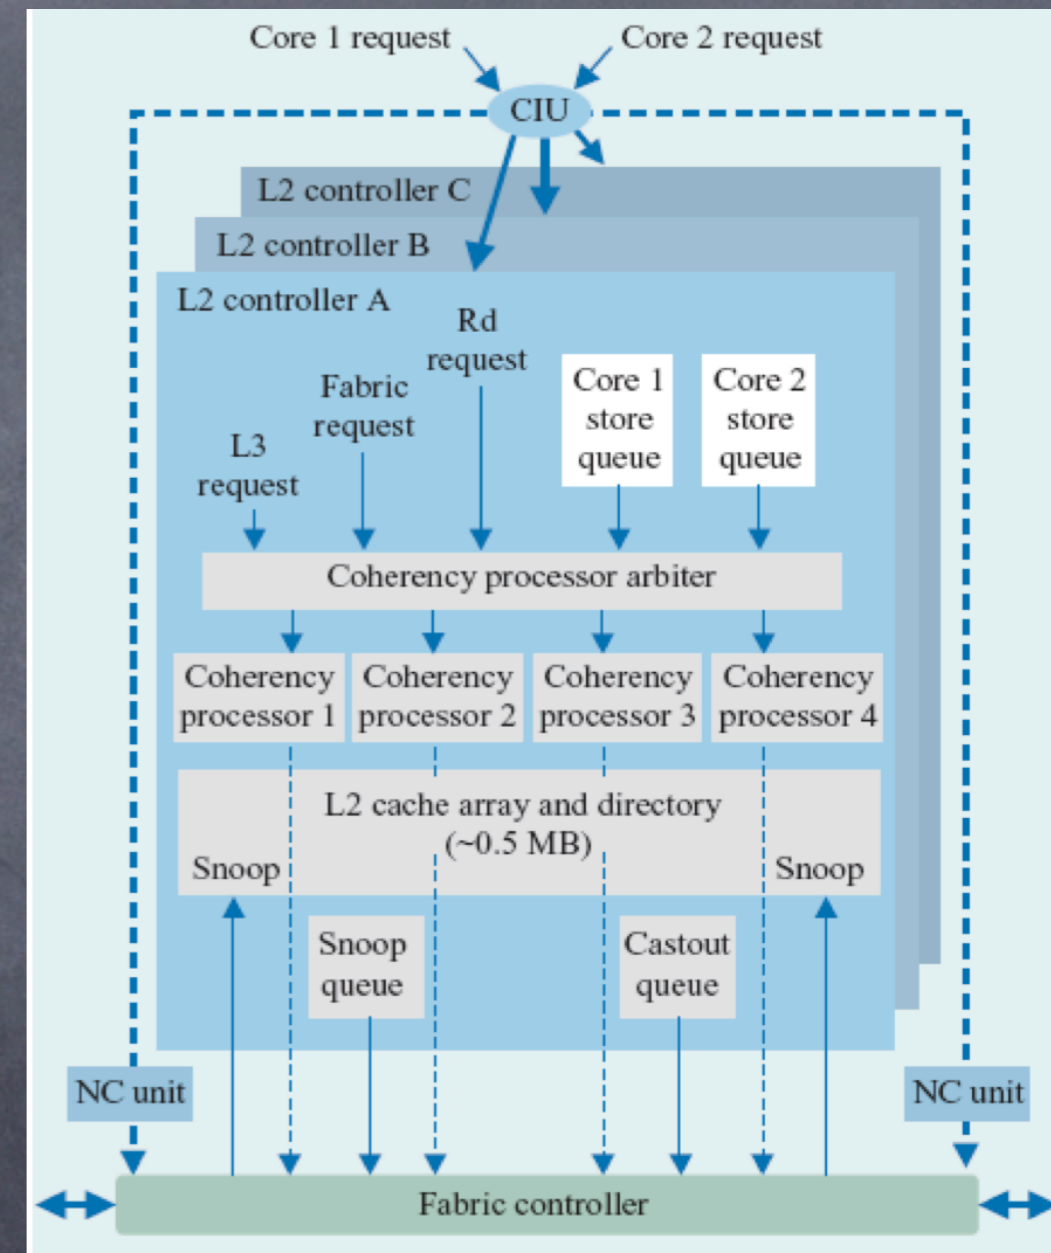 Core 1 request
Core 2 request
CIU
L2 controller C
L2 controller B
L2 controller A
Rd
request
Fabric
request
L3
request
Core 1
store
queue
Core 2
store
queue
Coherency processor arbiter
Coherency
processor 1
Coherency
processor 2
Coherency
processor 3
Coherency
processor 4
L2 cache array and directory
(~0.5 MB)
Snoop
Snoop
Snoop
queue
Castout
queue
NC unit
NC unit
Fabric controller